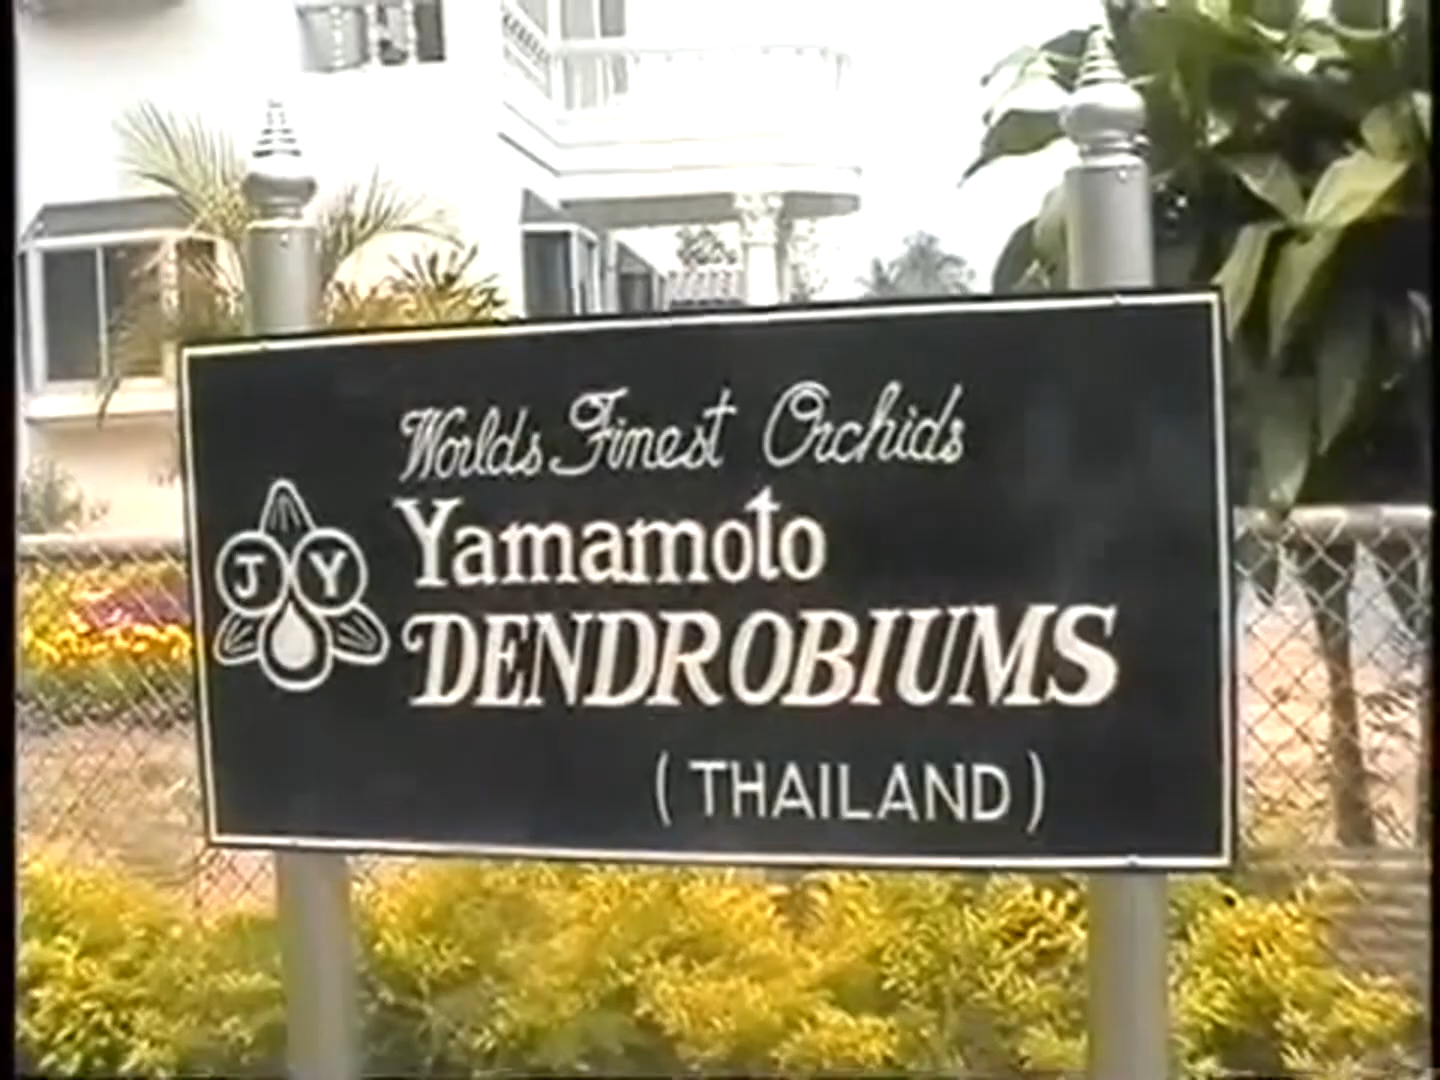 Worlds Finest Orchids
J Y
Yamamoto
DENDROBIUMS
(THAILAND)